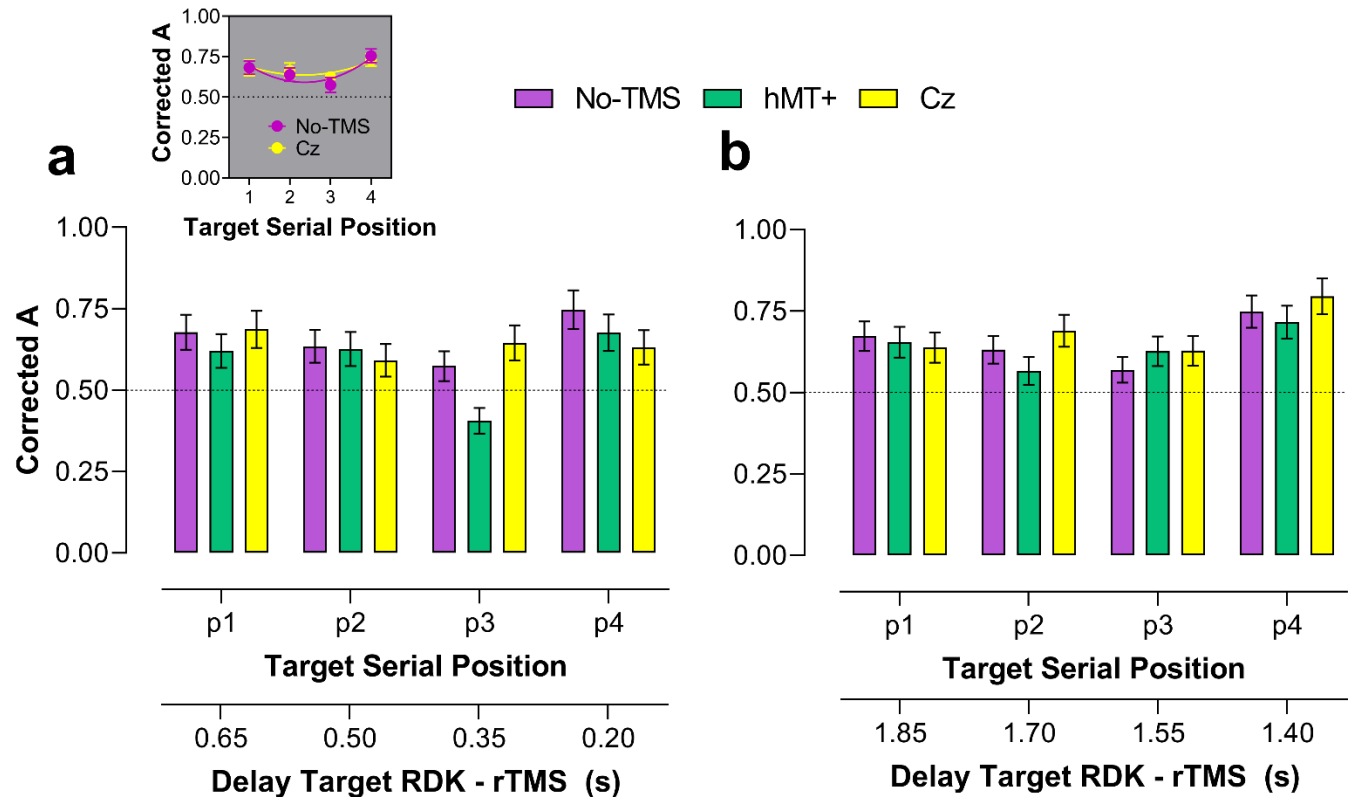 1.00
0.75
0.50
0.25
0.00
Corrected A
No-TMS
Cz
1 2 3 4
Target Serial Position
No-TMS hMT+ Cz
a
1.00
0.75
0.50
0.25
0.00
Corrected A
p1 p2 p3 p4
Target Serial Position
0.65 0.50 0.35 0.20
Delay Target RDK - rTMS (s)
b
1.00
0.75
0.50
0.25
0.00
p1 p2 p3 p4
Target Serial Position
1.85 1.70 1.55 1.40
Delay Target RDK - rTMS (s)